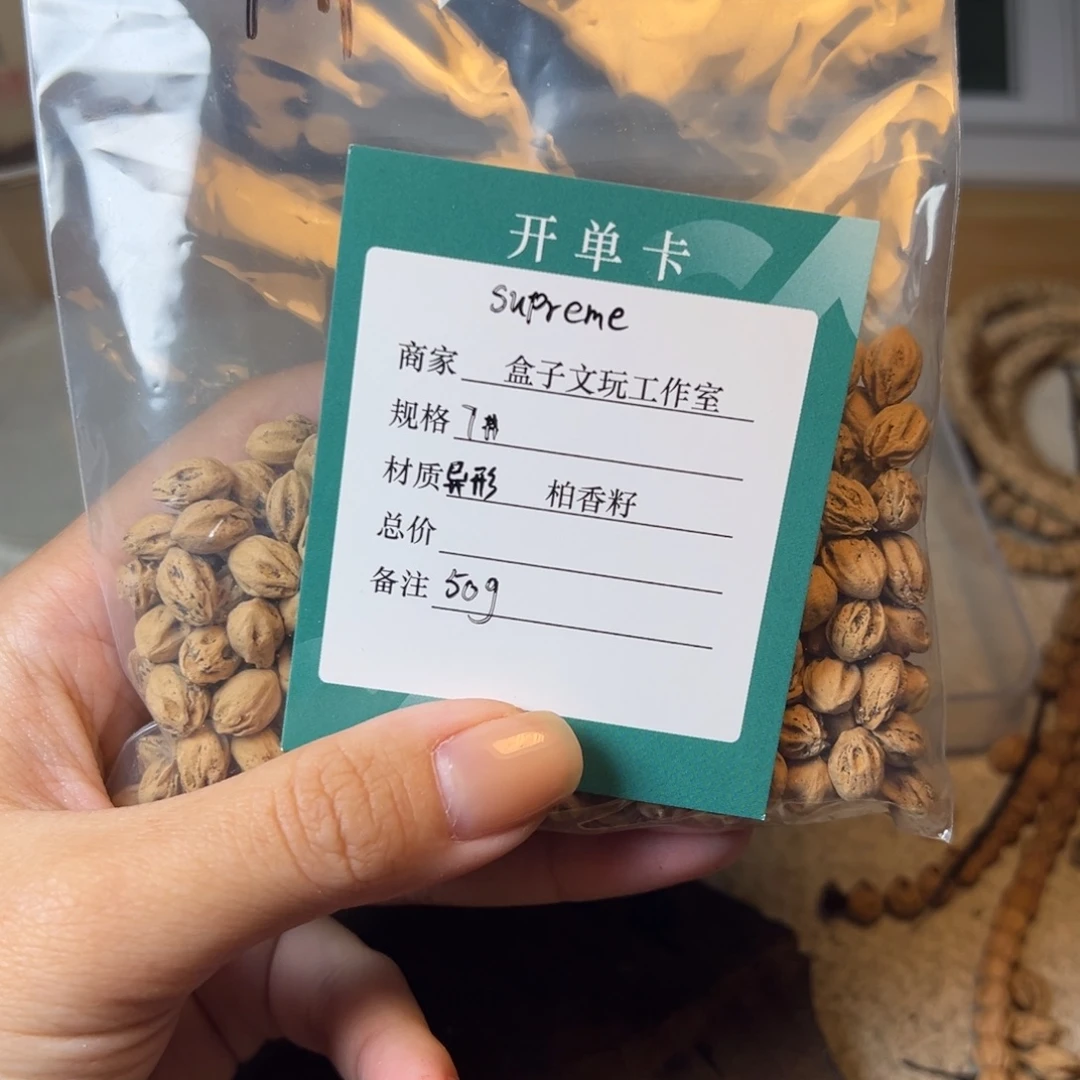 开单卡
supreme
商家 盒子文玩工作室
规格 7#
材质 异形 柏香籽
总价
备注 50g